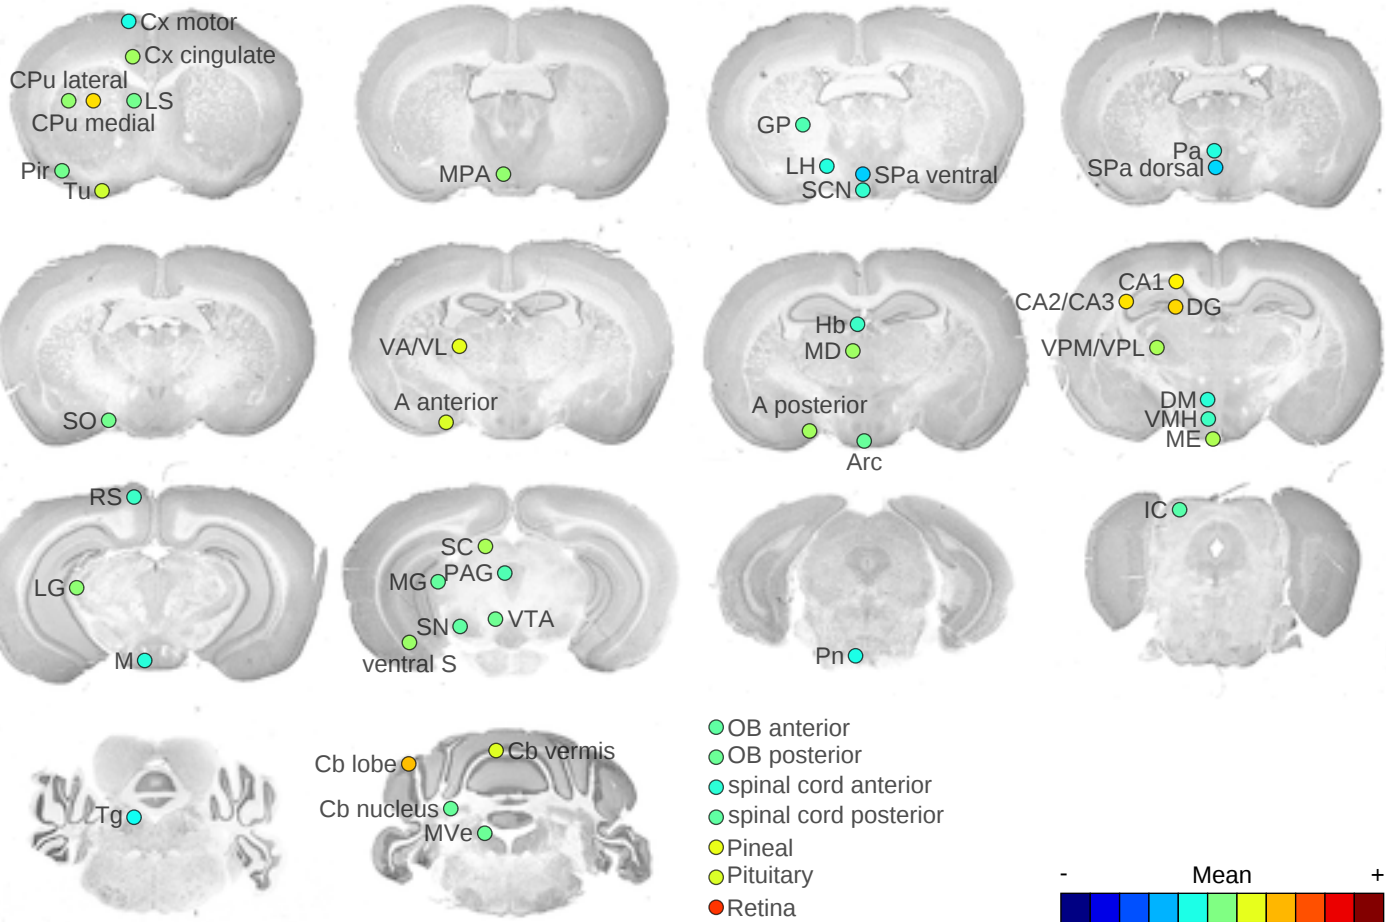 Cx motor
Cx cingulate
CPu lateral
LS
CPu medial
Pir
Tu
MPA
GP
LH
SPa ventral
SCN
Pa
SPa dorsal
SO
VA/VL
A anterior
Hb
MD
A posterior
Arc
CA1
CA2/CA3
DG
VPM/VPL
DM
VMH
ME
RS
LG
M
SC
MG
PAG
SN
VTA
ventral S
Pn
IC
Tg
Cb lobe
Cb vermis
Cb nucleus
MVe
OB anterior
OB posterior
spinal cord anterior
spinal cord posterior
Pineal
Pituitary
Retina
- Mean +